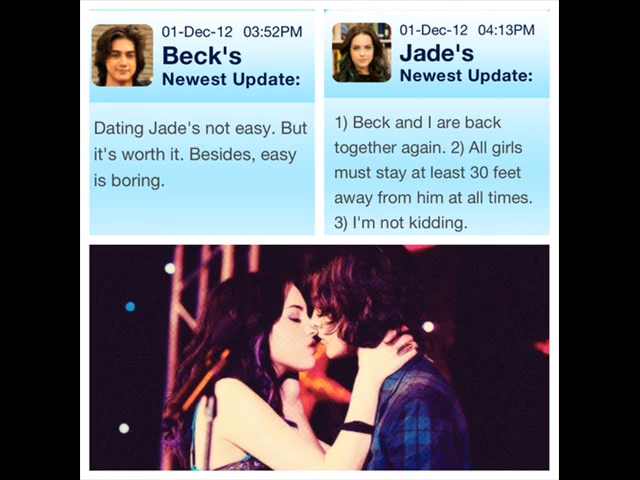 01-Dec-12 03:52PM
Beck's
Newest Update:
Dating Jade's not easy. But
it's worth it. Besides, easy
is boring.
01-Dec-12 04:13PM
Jade's
Newest Update:
1) Beck and I are back
together again. 2) All girls
must stay at least 30 feet
away from him at all times.
3) I'm not kidding.